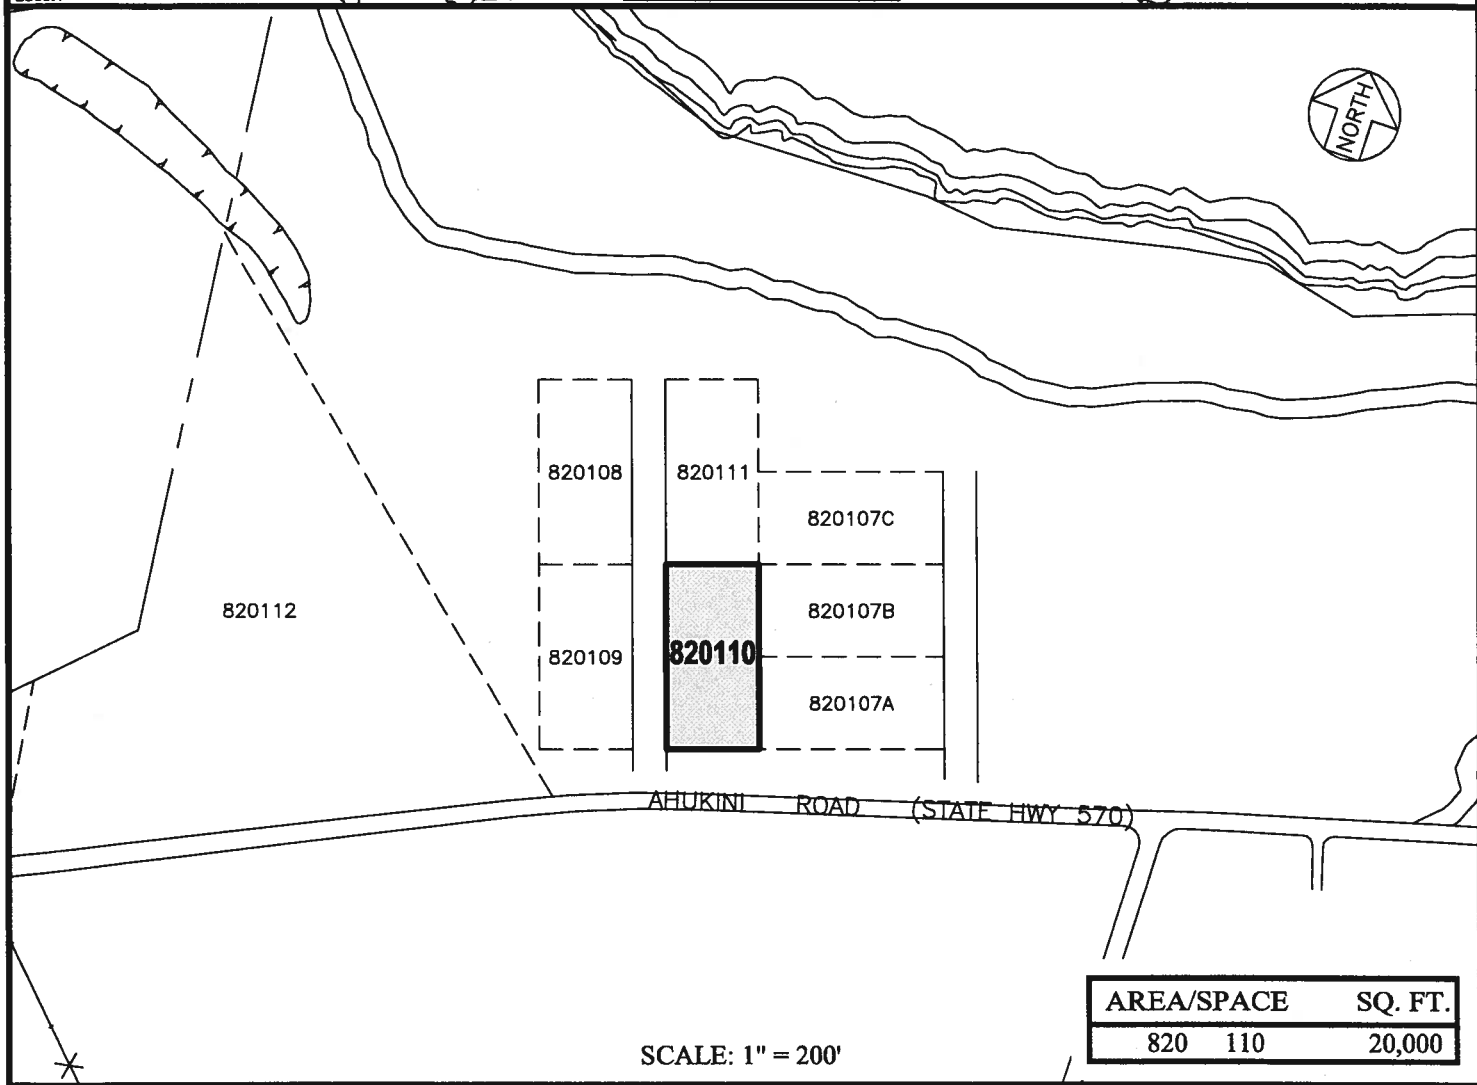 NORTH
820108
820111
820107C
820112
820107B
820109
820110
820107A
AHUKINI ROAD (STATE HWY 570)
AREA/SPACE SQ. FT.
820 110 20,000
SCALE: 1" = 200'